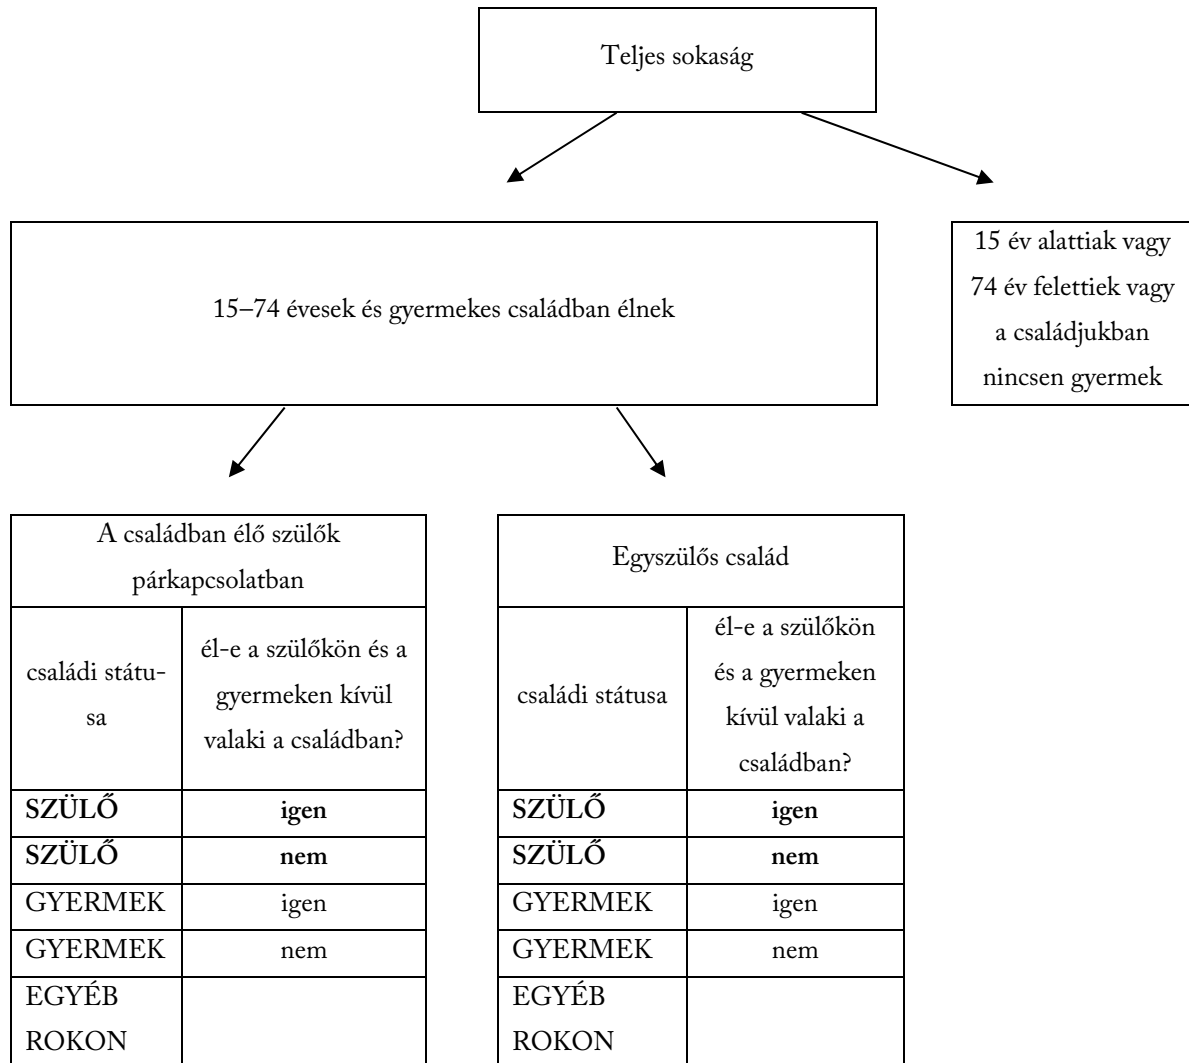 Teljes sokaság
15–74 évesek és gyermekes családban élnek
15 év alattiak vagy
74 év felettiek vagy
a családjukban
nincsen gyermek
A családban élő szülők
párkapcsolatban
családi státu-
sa
él-e a szülőkön és a
gyermeken kívül
valaki a családban?
SZÜLŐ igen
SZÜLŐ nem
GYERMEK igen
GYERMEK nem
EGYÉB
ROKON
Egyszülős család
családi státusa
él-e a szülőkön
és a gyermeken
kívül valaki a
családban?
SZÜLŐ igen
SZÜLŐ nem
GYERMEK igen
GYERMEK nem
EGYÉB
ROKON